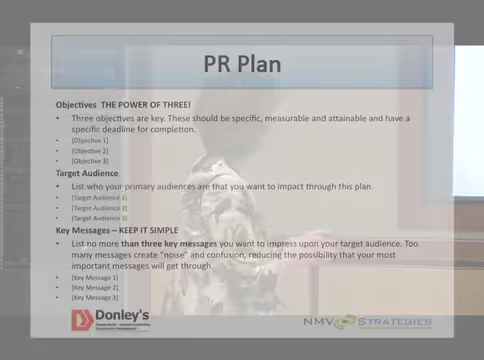 PR Plan
Objectives THE POWER OF THREE!
• Three objectives are key. These should be specific, measurable and attainable and have a
specific deadline for completion.
• [Objective 1]
• [Objective 2]
• [Objective 3]
Target Audience
• List who your primary audiences are that you want to impact through this plan.
• [Target Audience 1]
• [Target Audience 2]
• [Target Audience 3]
Key Messages – KEEP IT SIMPLE
• List no more than three key messages you want to impress upon your target audience. Too
many messages create "noise" and confusion, reducing the possibility that your most
important messages will get through.
• [Key Message 1]
• [Key Message 2]
• [Key Message 3]
Donley's
NMV STRATEGIES